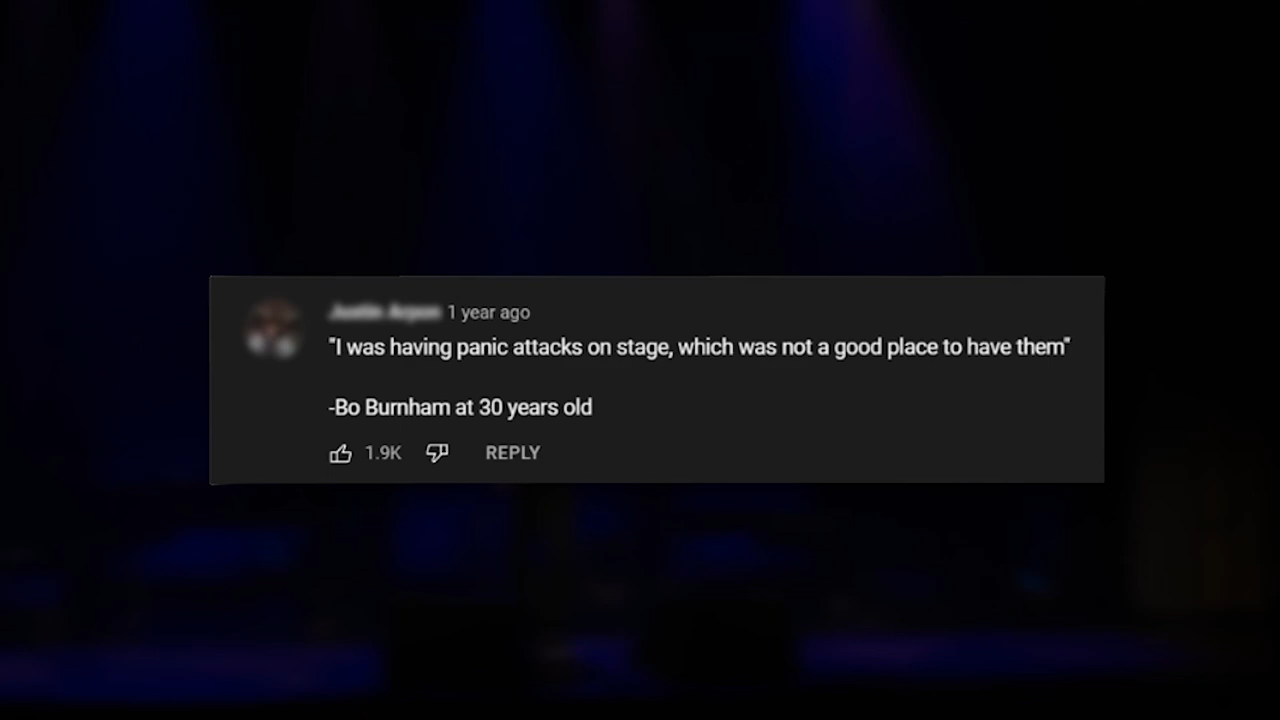 1 year ago
"I was having panic attacks on stage, which was not a good place to have them"
-Bo Burnham at 30 years old
1.9K REPLY